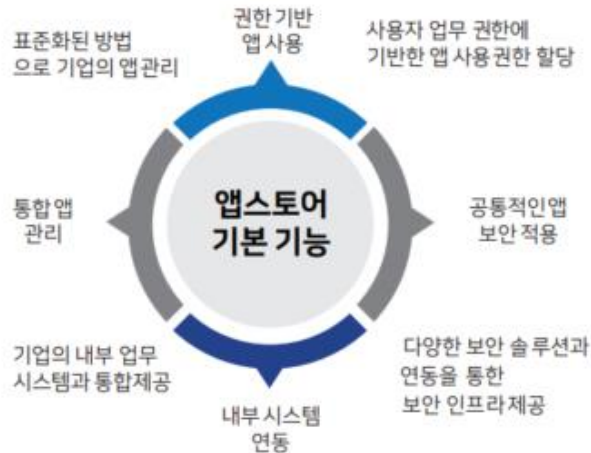 권한 기반
앱 사용
표준화된 방법
으로 기업의 앱관리
사용자 업무 권한에
기반한 앱 사용권한 할당
앱스토어
기본 기능
통합 앱
관리
공통적인 앱
보안 적용
기업의 내부 업무
시스템과 통합제공
다양한 보안 솔루션과
연동을 통한
보안 인프라 제공
내부 시스템
연동